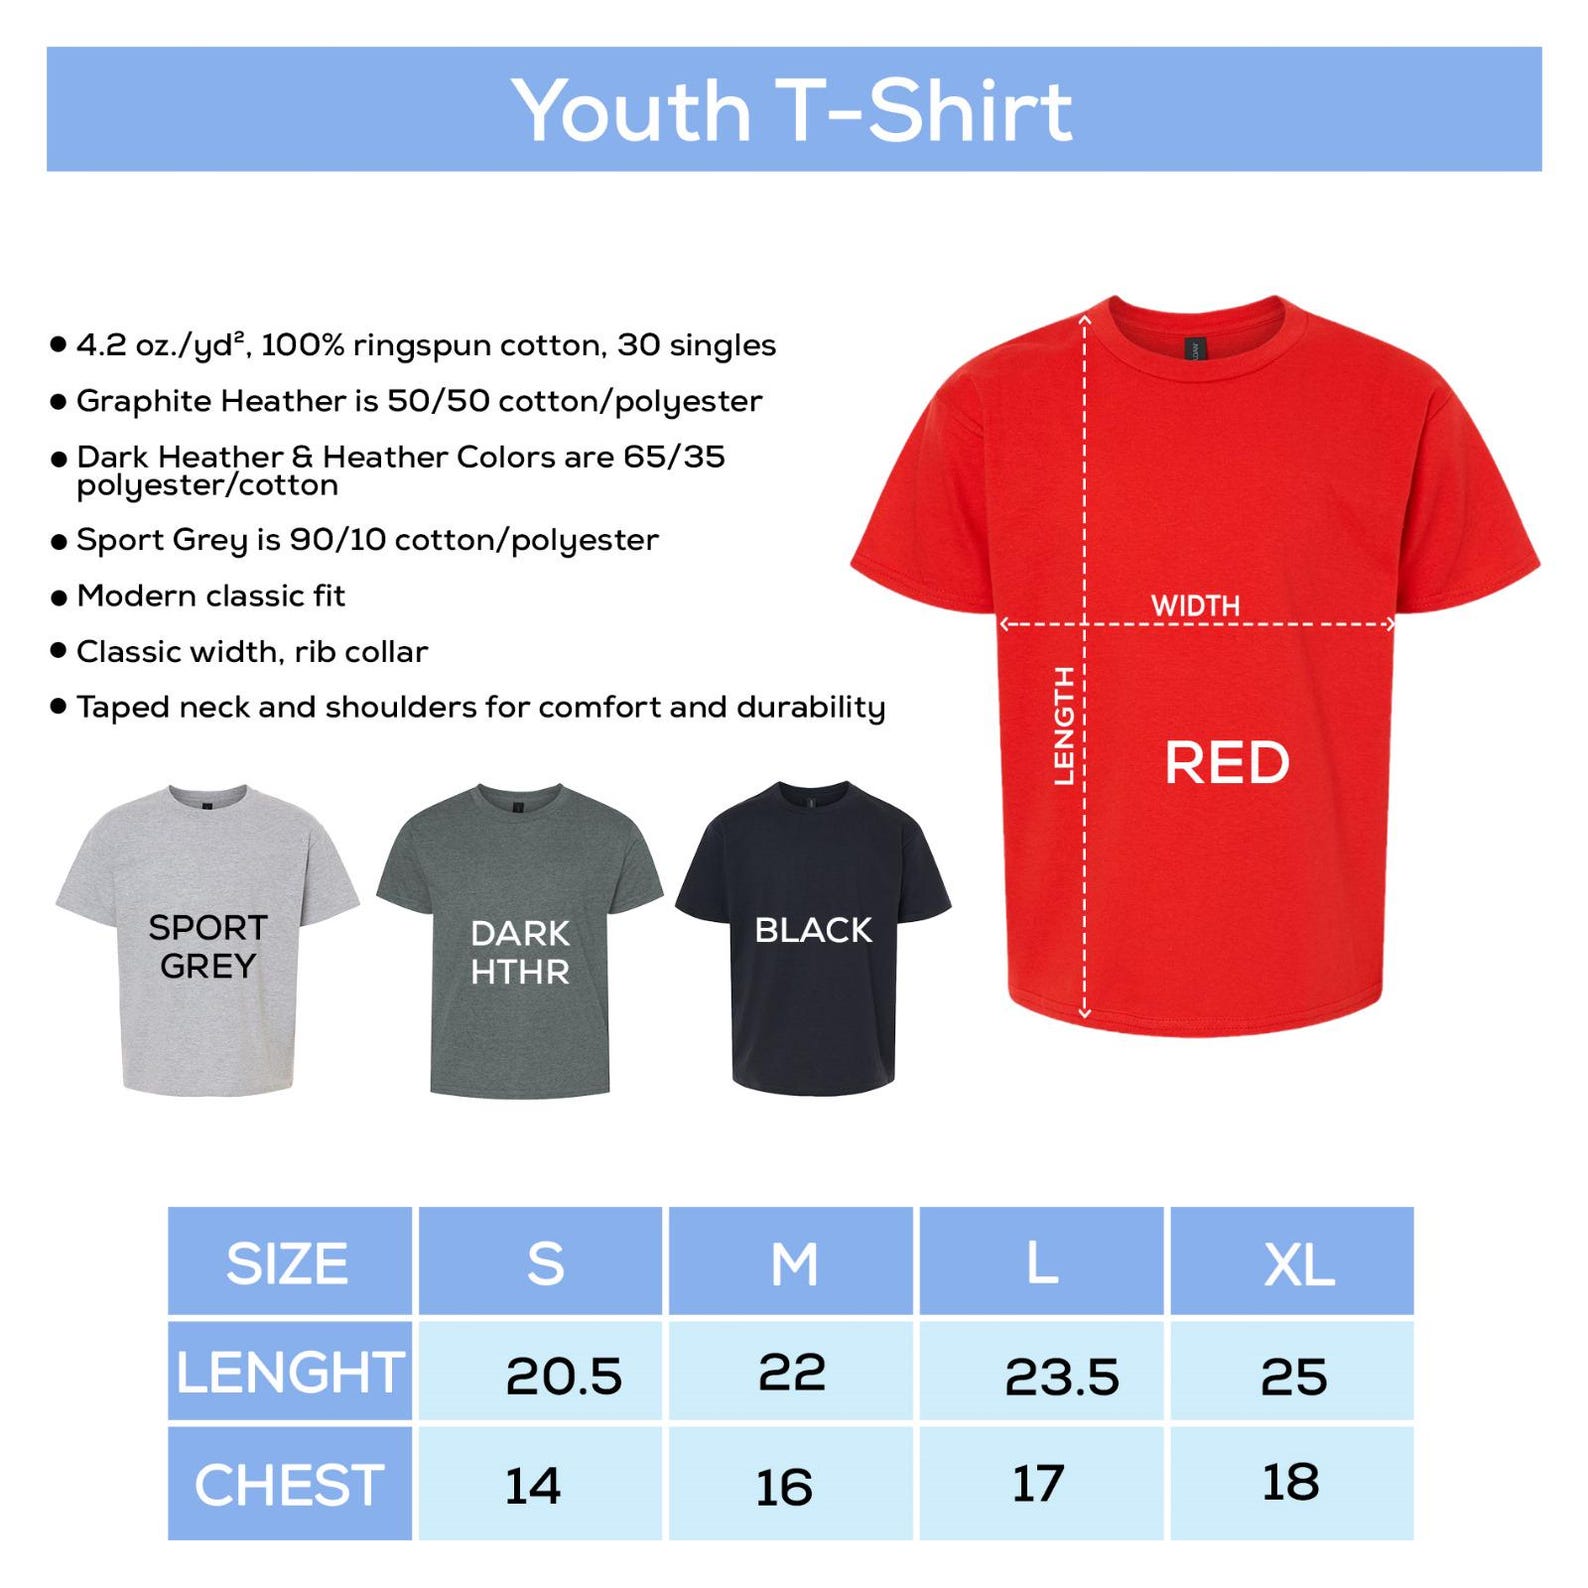 Youth T-Shirt
● 4.2 oz./yd², 100% ringspun cotton, 30 singles
● Graphite Heather is 50/50 cotton/polyester
● Dark Heather & Heather Colors are 65/35
polyester/cotton
● Sport Grey is 90/10 cotton/polyester
● Modern classic fit
● Classic width, rib collar
● Taped neck and shoulders for comfort and durability
WIDTH
LENGTH
RED
SPORT
GREY
DARK
HTHR
BLACK
SIZE S M L XL
LENGHT 20.5 22 23.5 25
CHEST 14 16 17 18